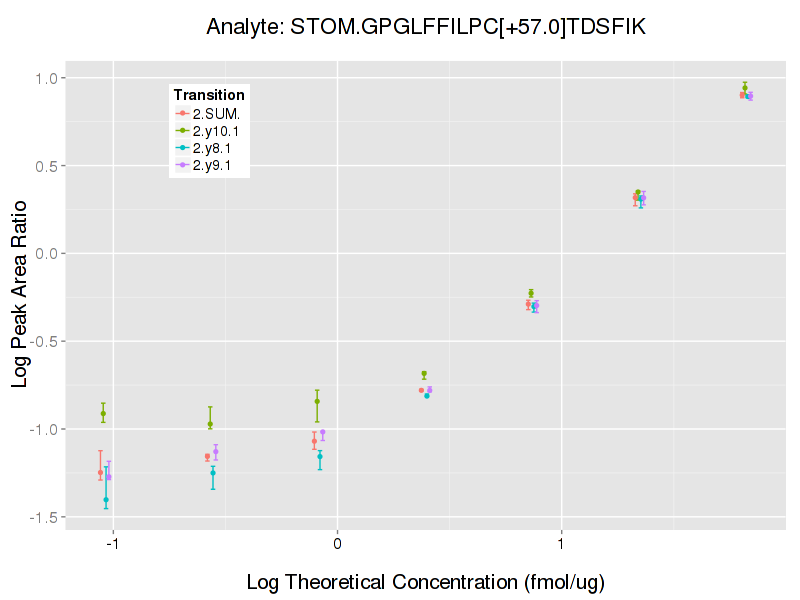 Analyte: STOM.GPGLFFILPC[+57.0]TDSFIK
Log Peak Area Ratio
1.0
0.5
0.0
-0.5
-1.0
-1.5
Transition
2.SUM.
2.y10.1
2.y8.1
2.y9.1
-1 0 1
Log Theoretical Concentration (fmol/ug)